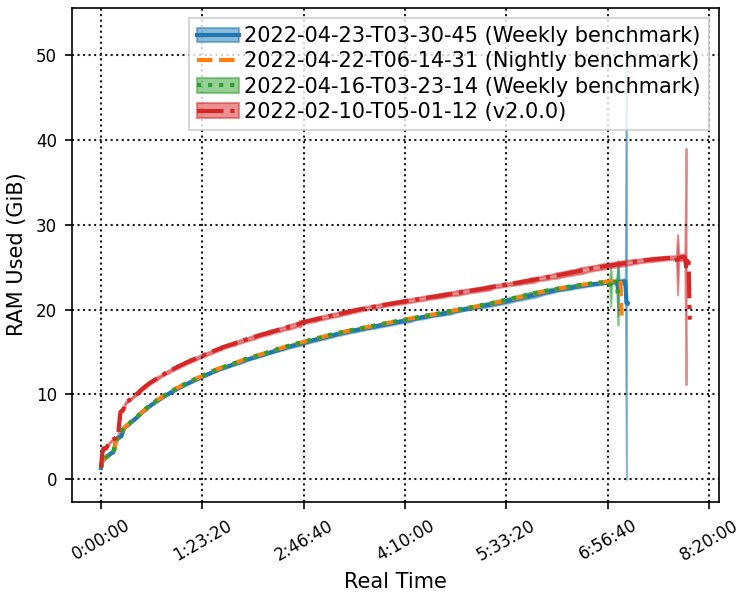 2022-04-23-T03-30-45 (Weekly benchmark)
2022-04-22-T06-14-31 (Nightly benchmark)
2022-04-16-T03-23-14 (Weekly benchmark)
2022-02-10-T05-01-12 (v2.0.0)
RAM Used (GiB)
50
40
30
20
10
0
0:00:00
1:23:20
2:46:40
4:10:00
5:33:20
6:56:40
8:20:00
Real Time